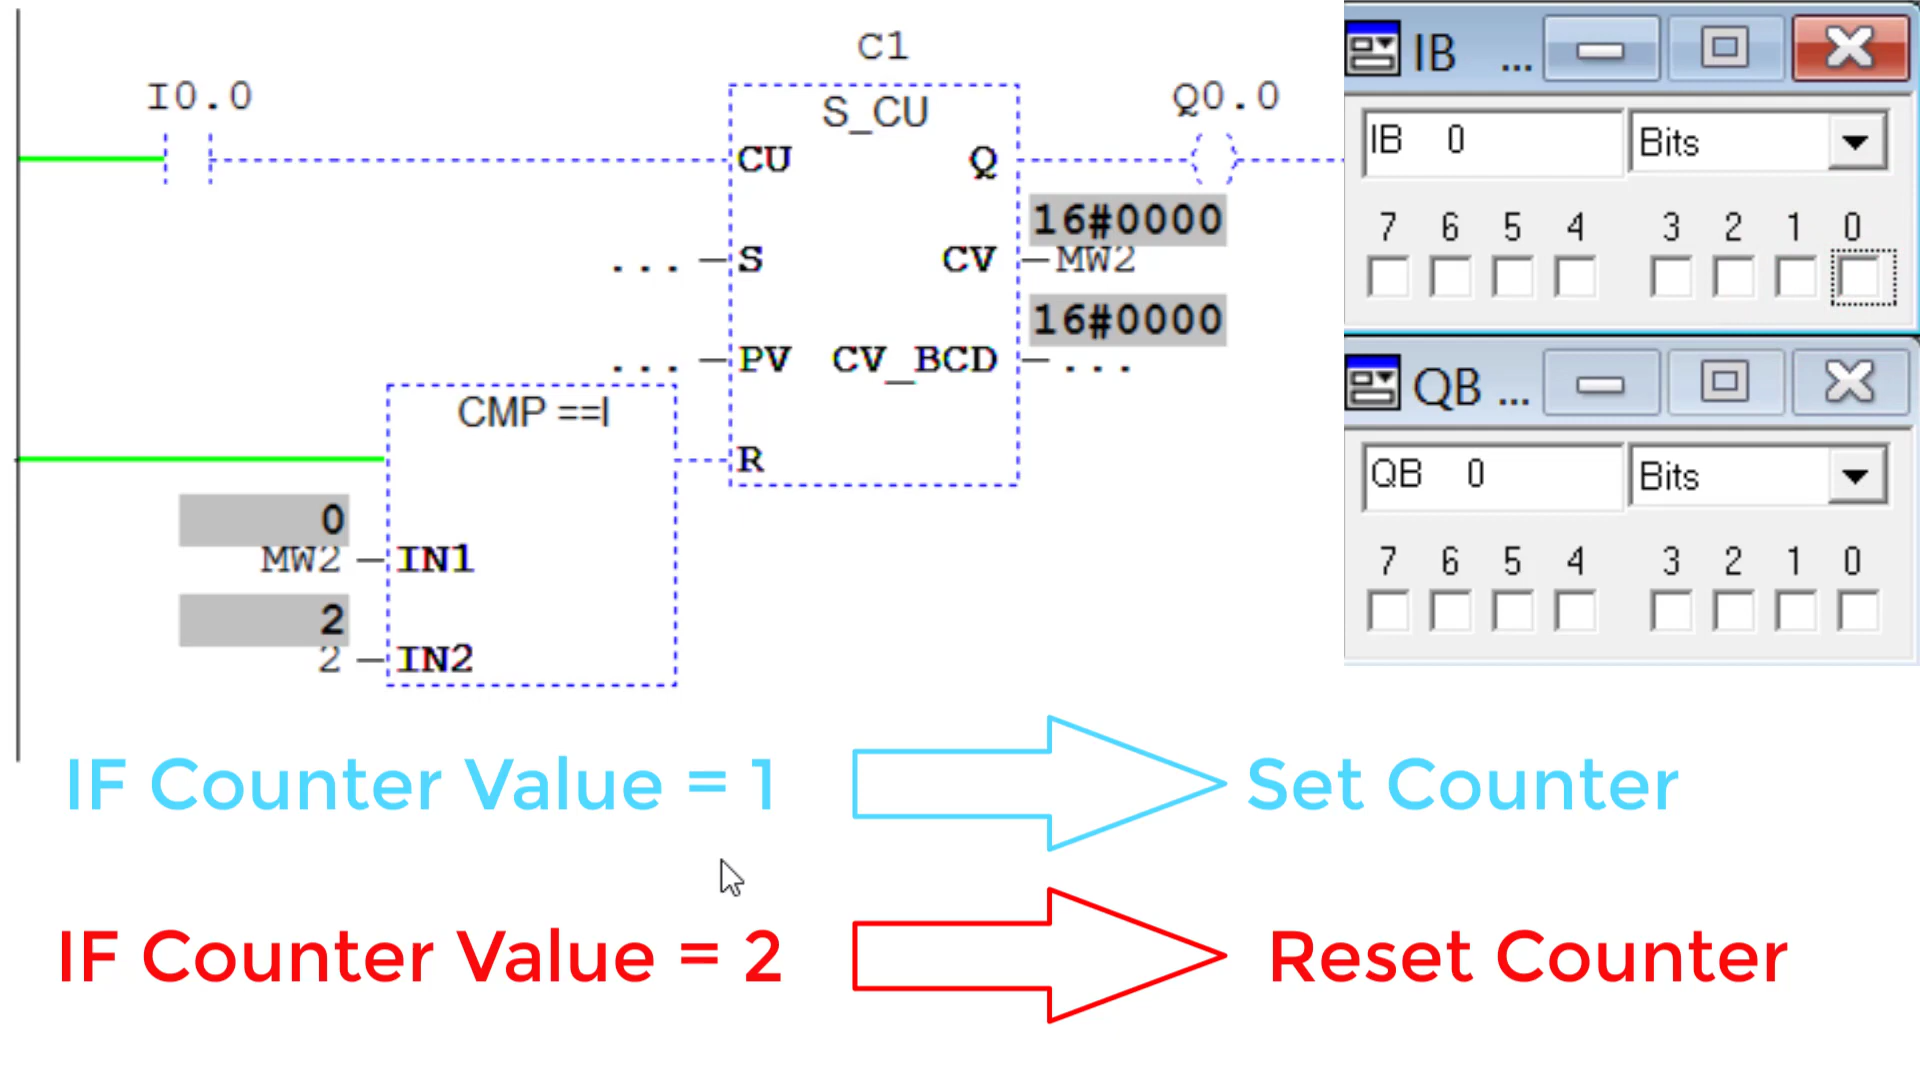 C1
I0.0
S_CU
Q0.0
CU
Q
16#0000
... S
CV MW2
16#0000
... PV
CV_BCD ...
CMP ==I
R
0
MW2 IN1
2
2 IN2
IB ...
IB 0
Bits
7 6 5 4 3 2 1 0
QB ...
QB 0
Bits
7 6 5 4 3 2 1 0
IF Counter Value = 1
Set Counter
IF Counter Value = 2
Reset Counter